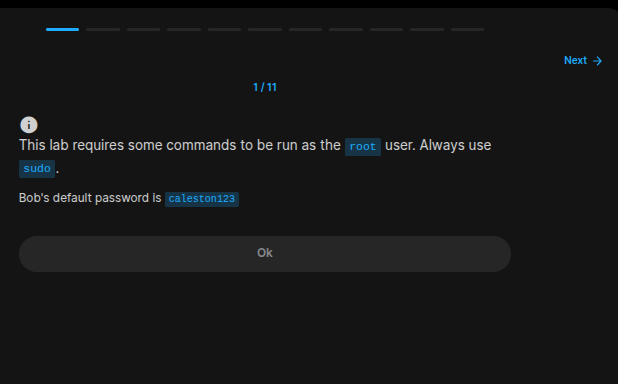 Next →
1 / 11
This lab requires some commands to be run as the root user. Always use
sudo .
Bob's default password is caleston123
Ok